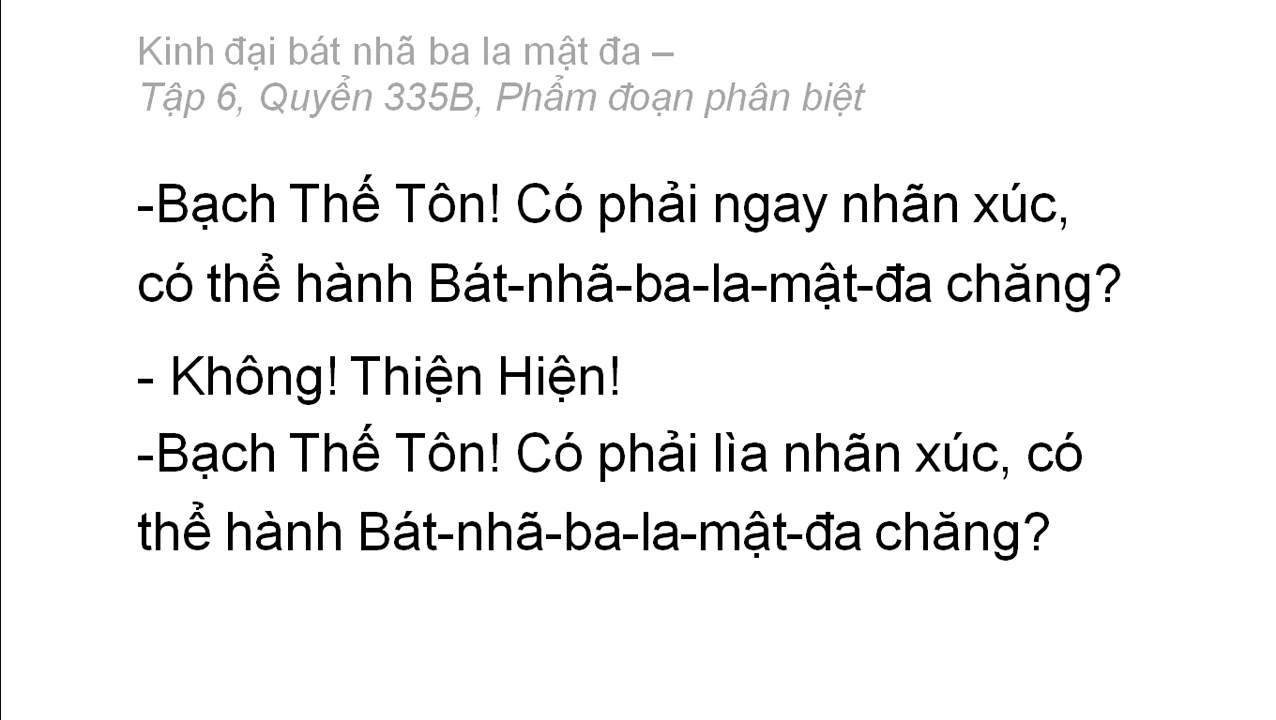 Kinh đại bát nhã ba la mật đa –
Tập 6, Quyển 335B, Phẩm đoạn phân biệt
-Bạch Thế Tôn! Có phải ngay nhãn xúc,
có thể hành Bát-nhã-ba-la-mật-đa chăng?
- Không! Thiện Hiện!
-Bạch Thế Tôn! Có phải lìa nhãn xúc, có
thể hành Bát-nhã-ba-la-mật-đa chăng?